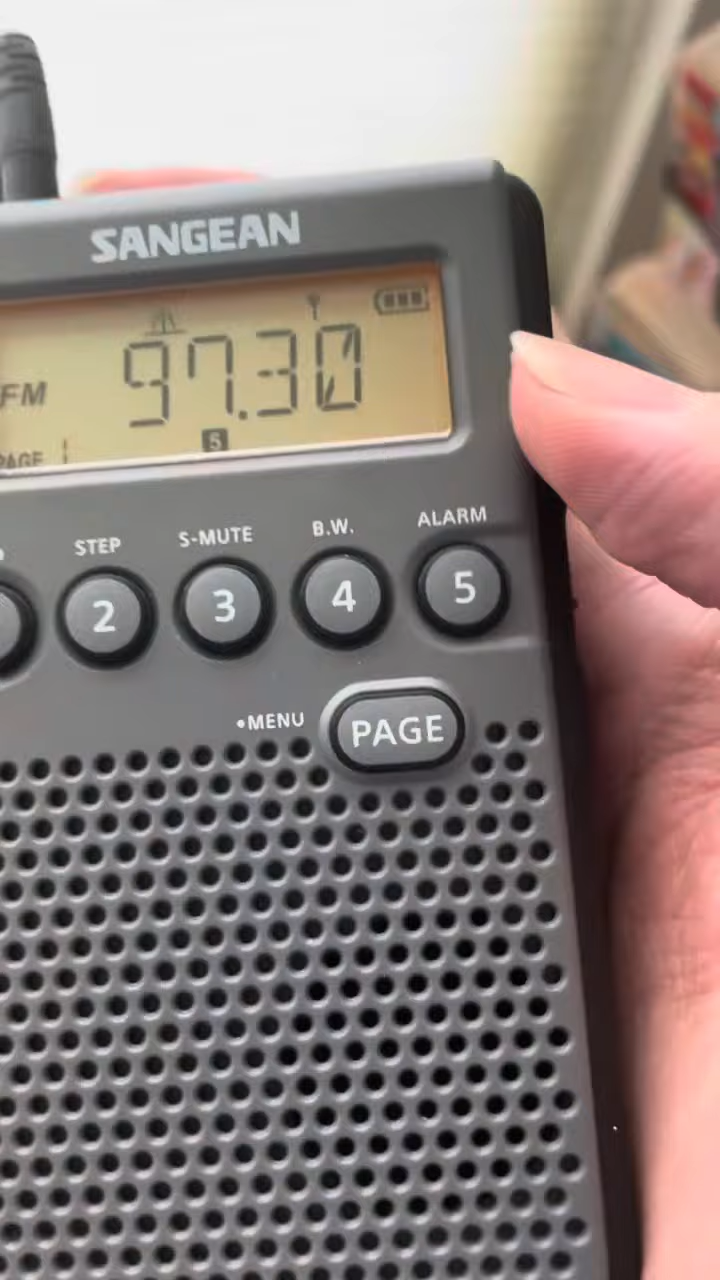 SANGEAN
FM 97.30
PAGE 5
STEP S-MUTE B.W. ALARM
2 3 4 5
•MENU PAGE